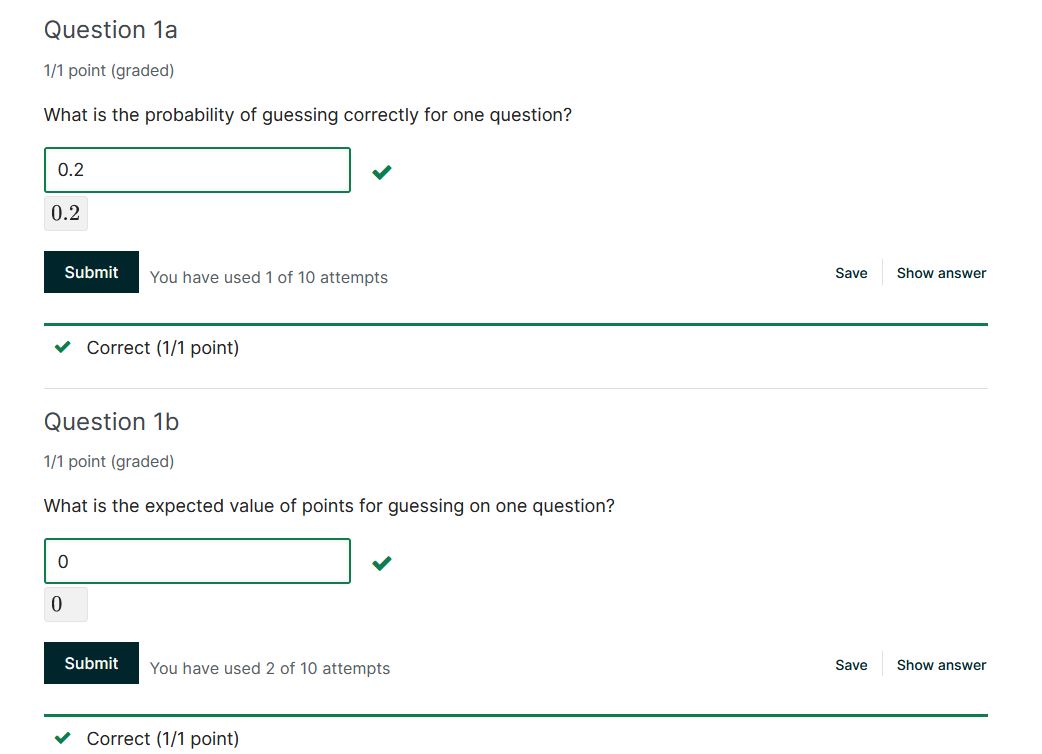 Question 1a
1/1 point (graded)
What is the probability of guessing correctly for one question?
0.2
0.2
Submit You have used 1 of 10 attempts Save Show answer
Correct (1/1 point)
Question 1b
1/1 point (graded)
What is the expected value of points for guessing on one question?
0
0
Submit You have used 2 of 10 attempts Save Show answer
Correct (1/1 point)